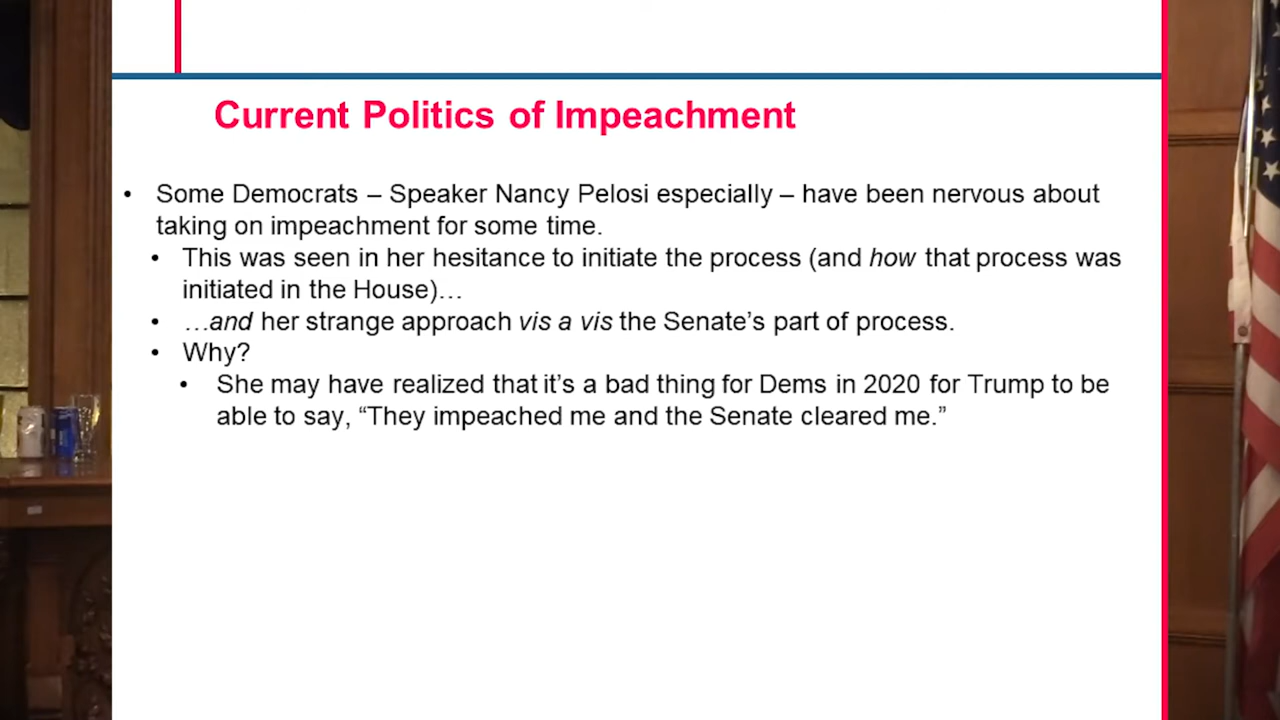 Current Politics of Impeachment
• Some Democrats – Speaker Nancy Pelosi especially – have been nervous about
taking on impeachment for some time.
• This was seen in her hesitance to initiate the process (and how that process was
initiated in the House)…
• …and her strange approach vis a vis the Senate’s part of process.
• Why?
• She may have realized that it’s a bad thing for Dems in 2020 for Trump to be
able to say, “They impeached me and the Senate cleared me.”